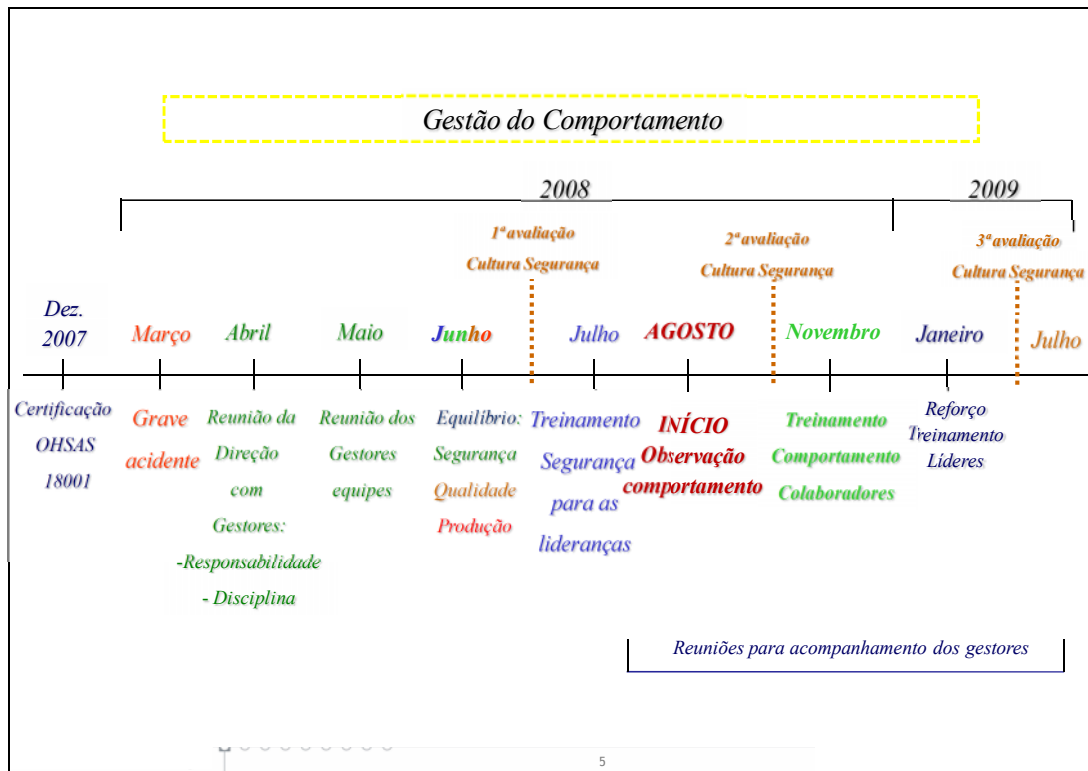 Gestão do Comportamento
2008
2009
1ª avaliação
Cultura Segurança
2ª avaliação
Cultura Segurança
3ª avaliação
Cultura Segurança
Dez.
2007
Março
Abril
Maio
Junho
Julho
AGOSTO
Novembro
Janeiro
Julho
Certificação
OHSAS
18001
Grave
acidente
Reunião da
Direção
com
Gestores:
-Responsabilidade
- Disciplina
Reunião dos
Gestores
equipes
Equilíbrio:
Segurança
Qualidade
Produção
Treinamento
Segurança
para as
lideranças
INÍCIO
Observação
comportamento
Treinamento
Comportamento
Colaboradores
Reforço
Treinamento
Líderes
Reuniões para acompanhamento dos gestores
5